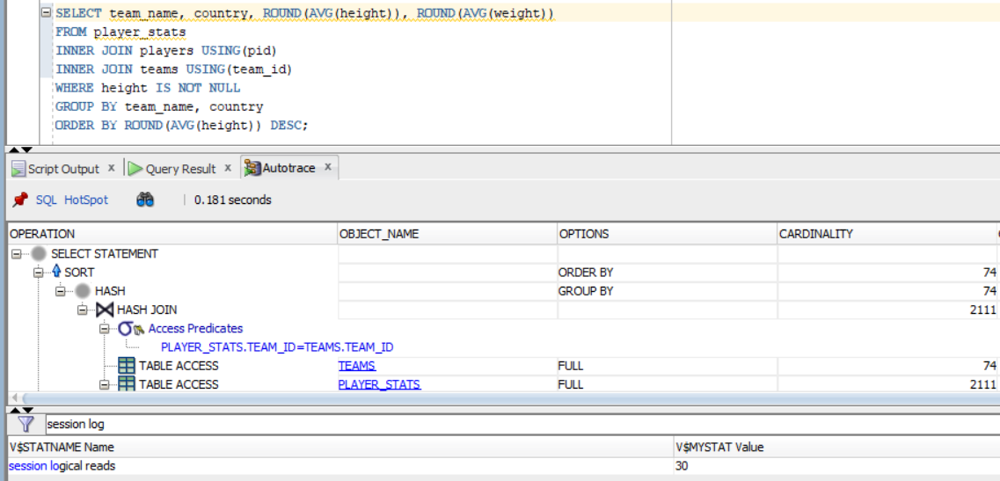 SELECT team_name, country, ROUND(AVG(height)), ROUND(AVG(weight))
FROM player_stats
INNER JOIN players USING(pid)
INNER JOIN teams USING(team_id)
WHERE height IS NOT NULL
GROUP BY team_name, country
ORDER BY ROUND(AVG(height)) DESC;
Script Output x Query Result x Autotrace x
SQL HotSpot | 0.181 seconds
OPERATION OBJECT_NAME OPTIONS CARDINALITY
SELECT STATEMENT
SORT ORDER BY 74
HASH GROUP BY 74
HASH JOIN 2111
Access Predicates
PLAYER_STATS.TEAM_ID=TEAMS.TEAM_ID
TABLE ACCESS TEAMS FULL 74
TABLE ACCESS PLAYER_STATS FULL 2111
session log
V$STATNAME Name V$MYSTAT Value
session logical reads 30